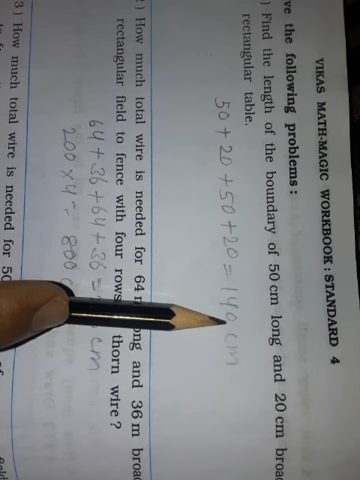 VIKAS MATH-MAGIC WORKBOOK : STANDARD 4
ve the following problems :
) Find the length of the boundary of 50 cm long and 20 cm broa
rectangular table.
50 + 20 + 50 + 20 = 140 cm
) How much total wire is needed for 64 m long and 36 m broa
rectangular field to fence with four rows thorn wire ?
64 + 36 + 64 + 36 = cm
200 × 4 = 800
3) How much total wire is needed for 50